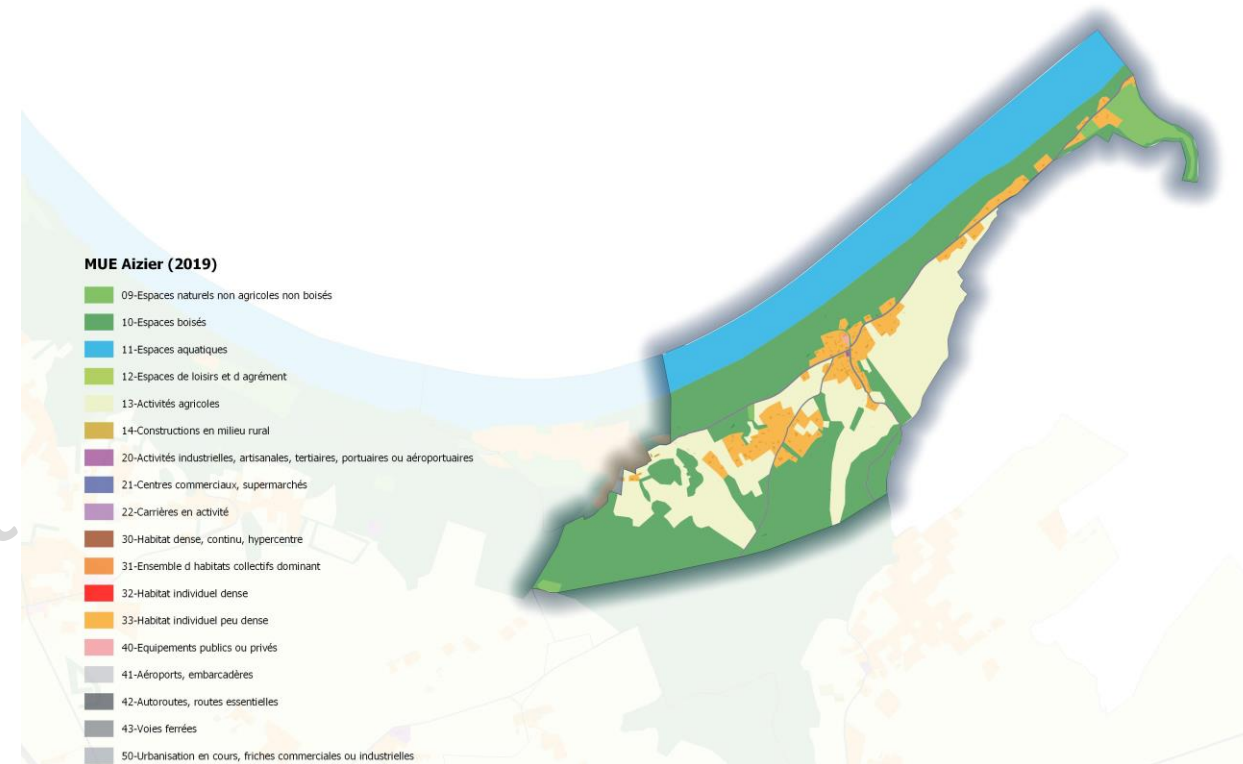 MUE Aizier (2019)
09-Espaces naturels non agricoles non boisés
10-Espaces boisés
11-Espaces aquatiques
12-Espaces de loisirs et d agrément
13-Activités agricoles
14-Constructions en milieu rural
20-Activités industrielles, artisanales, tertiaires, portuaires ou aéroportuaires
21-Centres commerciaux, supermarchés
22-Carrières en activité
30-Habitat dense, continu, hypercentre
31-Ensemble d habitats collectifs dominant
32-Habitat individuel dense
33-Habitat individuel peu dense
40-Equipements publics ou privés
41-Aéroports, embarcadères
42-Autoroutes, routes essentielles
43-Voies ferrées
50-Urbanisation en cours, friches commerciales ou industrielles